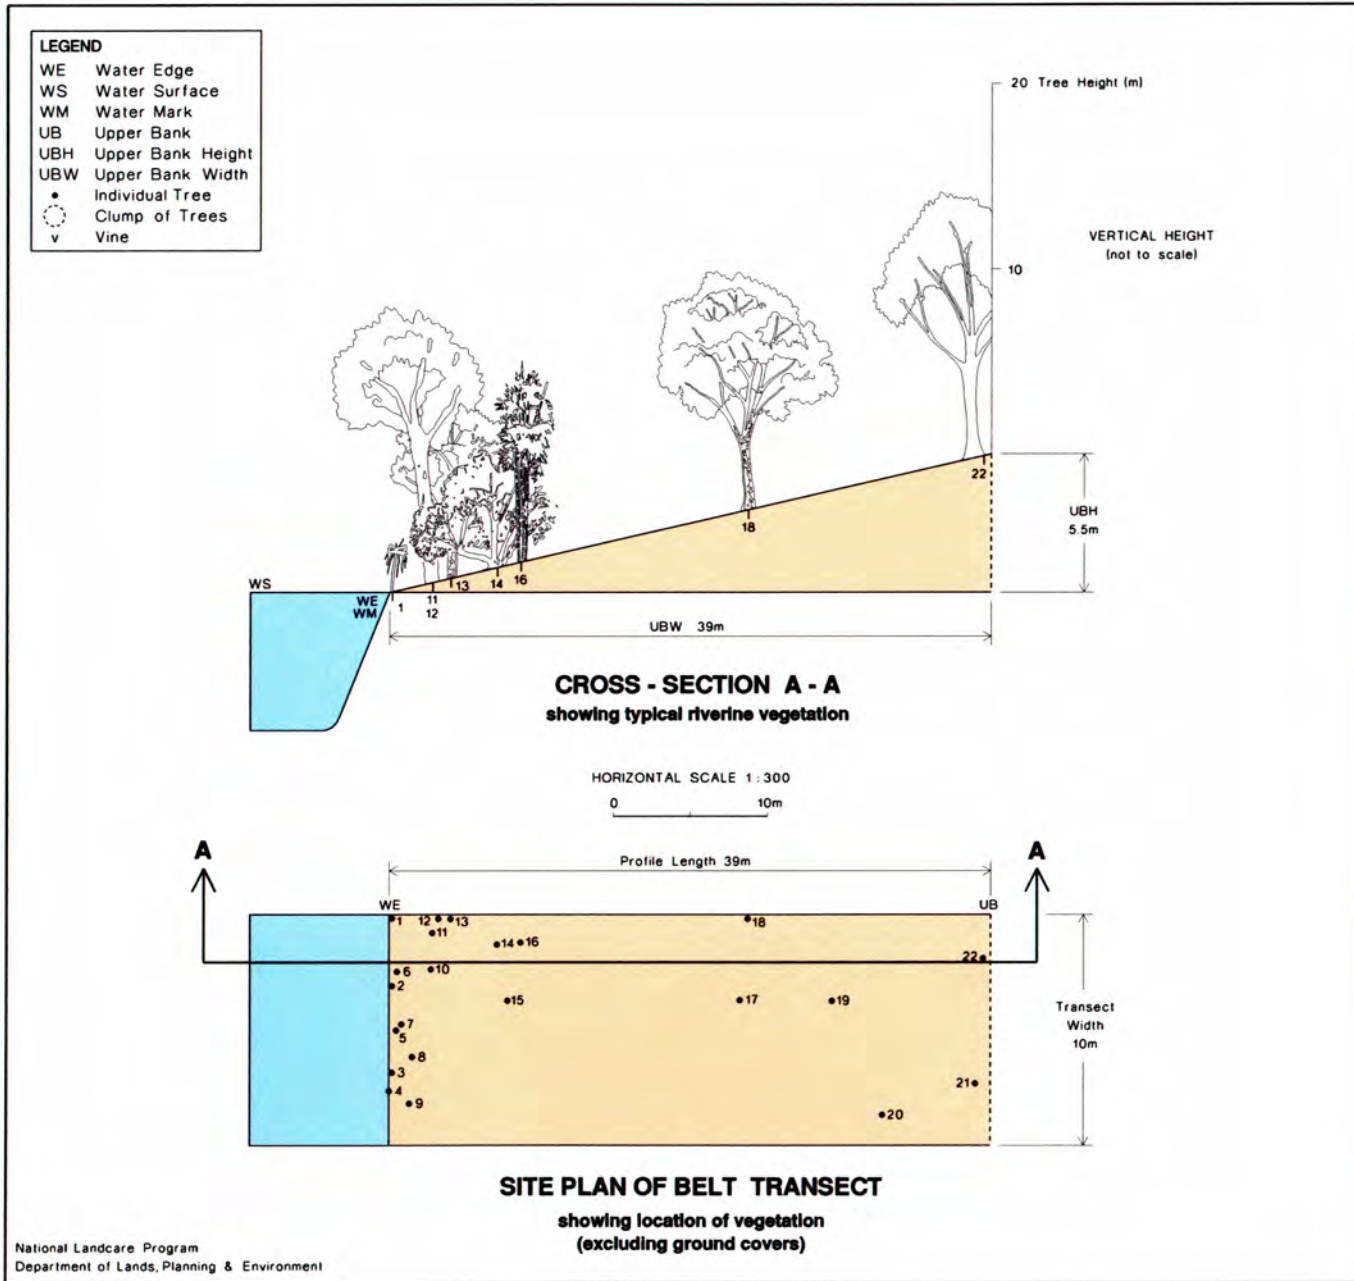 LEGEND
WE Water Edge
WS Water Surface
WM Water Mark
UB Upper Bank
UBH Upper Bank Height
UBW Upper Bank Width
• Individual Tree
Clump of Trees
v Vine
20 Tree Height (m)
VERTICAL HEIGHT
(not to scale)
10
22
UBH
5.5m
18
16
14
13
WS
WE
WM
1
11
12
UBW 39m
CROSS - SECTION A - A
showing typical riverine vegetation
HORIZONTAL SCALE 1 : 300
0 10m
A A
Profile Length 39m
WE UB
1 12 13 18
11
14 16
22
6 10
2
15 17 19
7
5
8
3
4
9
21
20
Transect
Width
10m
SITE PLAN OF BELT TRANSECT
showing location of vegetation
(excluding ground covers)
National Landcare Program
Department of Lands, Planning & Environment